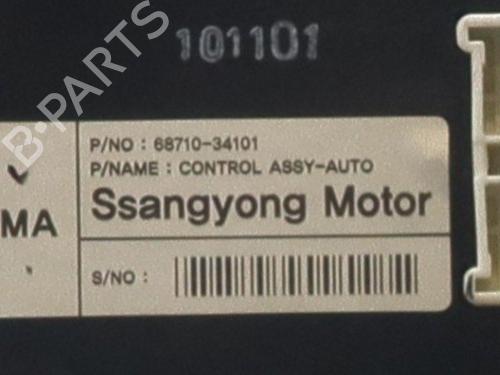 101101
B-PARTS
P/NO : 68710-34101
P/NAME : CONTROL ASSY-AUTO
Ssangyong Motor
MA
S/NO :